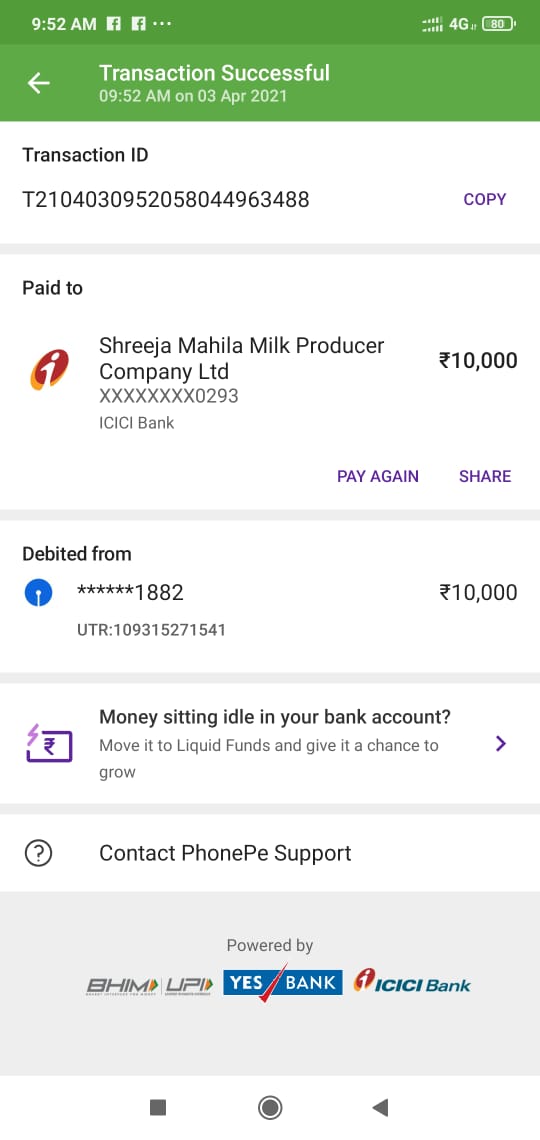 9:52 AM
4G 80
Transaction Successful
09:52 AM on 03 Apr 2021
Transaction ID
T2104030952058044963488
COPY
Paid to
Shreeja Mahila Milk Producer
Company Ltd
₹10,000
XXXXXXXX0293
ICICI Bank
PAY AGAIN
SHARE
Debited from
******1882
₹10,000
UTR:109315271541
Money sitting idle in your bank account?
Move it to Liquid Funds and give it a chance to
grow
Contact PhonePe Support
Powered by
BHIM UPI YES BANK ICICI Bank